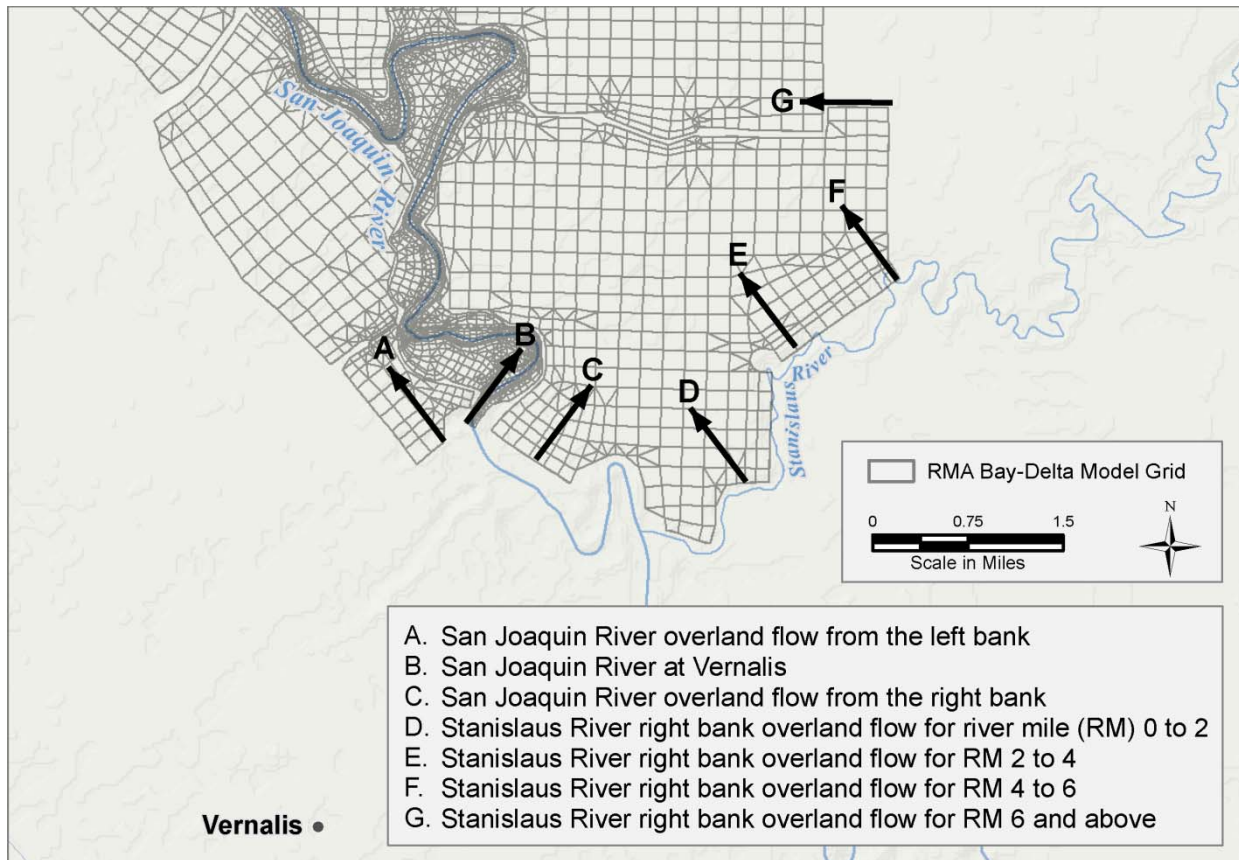 San Joaquin River
G
F
E
A
B
C
D
Stanislaus River
RMA Bay-Delta Model Grid
0 0.75 1.5
Scale in Miles
N
A. San Joaquin River overland flow from the left bank
B. San Joaquin River at Vernalis
C. San Joaquin River overland flow from the right bank
D. Stanislaus River right bank overland flow for river mile (RM) 0 to 2
E. Stanislaus River right bank overland flow for RM 2 to 4
F. Stanislaus River right bank overland flow for RM 4 to 6
G. Stanislaus River right bank overland flow for RM 6 and above
Vernalis